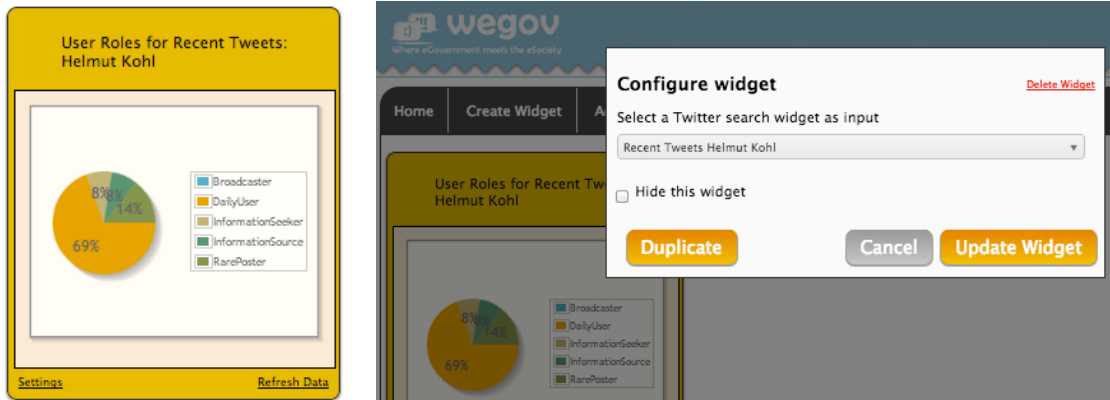 User Roles for Recent Tweets:
Helmut Kohl
8%
8%
14%
69%
Broadcaster
DailyUser
InformationSeeker
InformationSource
RarePoster
Settings
Refresh Data
wegov
Where eGovernment meets the eSociety
Home
Create Widget
A
User Roles for Recent Tw
Helmut Kohl
8%
8%
14%
69%
Broadcaster
DailyUser
InformationSeeker
InformationSource
RarePoster
Configure widget
Delete Widget
Select a Twitter search widget as input
Recent Tweets Helmut Kohl
Hide this widget
Duplicate
Cancel
Update Widget